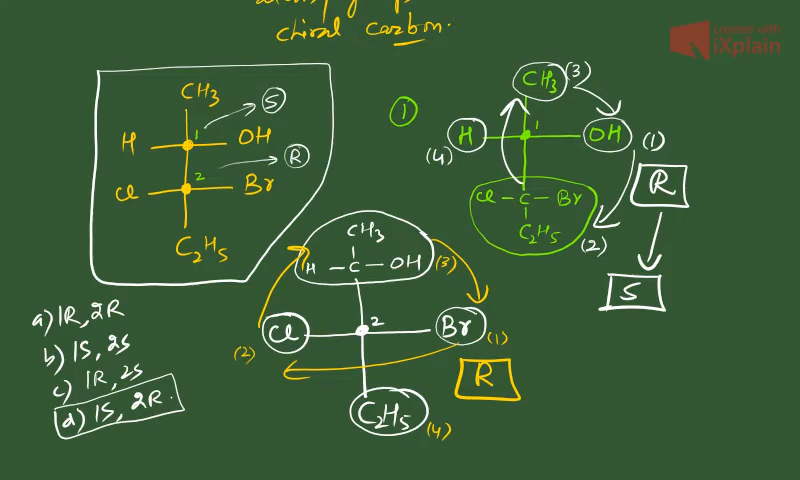 chiral carbon.
created with
iXplain
CH3
H 1 OH
S
Cl 2 Br
R
C2H5
1
CH3 (3)
H 1 OH
(4) (1)
Cl - C - Br
C2H5
(2)
R
S
CH3
H - C - OH (3)
Cl 2 Br
(2) (1)
R
C2H5
(4)
a) 1R, 2R
b) 1S, 2S
c) 1R, 2S
d) 1S, 2R.